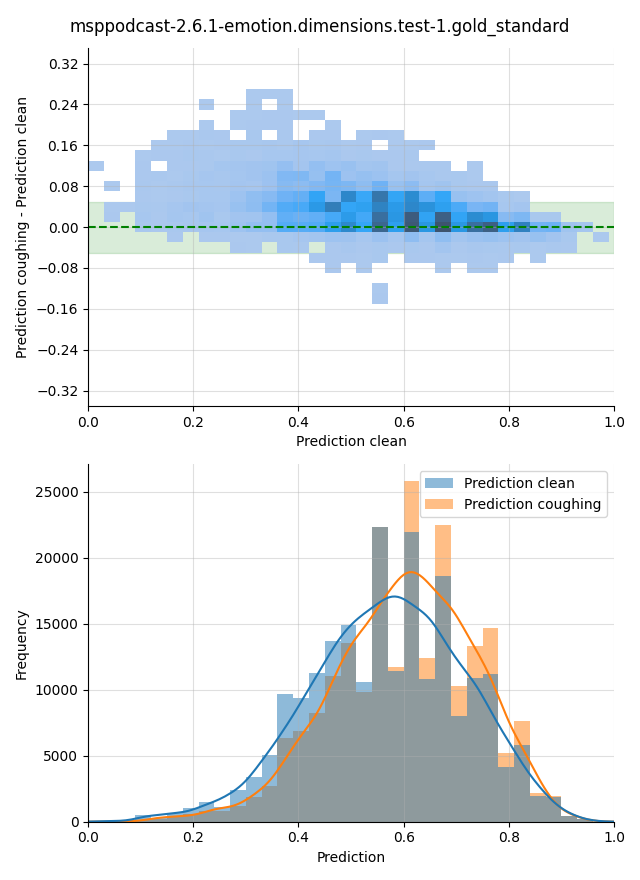 msppodcast-2.6.1-emotion.dimensions.test-1.gold_standard
Prediction coughing - Prediction clean
0.32
0.24
0.16
0.08
0.00
−0.08
−0.16
−0.24
−0.32
0.0 0.2 0.4 0.6 0.8 1.0
Prediction clean
Frequency
25000
20000
15000
10000
5000
0
Prediction clean
Prediction coughing
0.0 0.2 0.4 0.6 0.8 1.0
Prediction